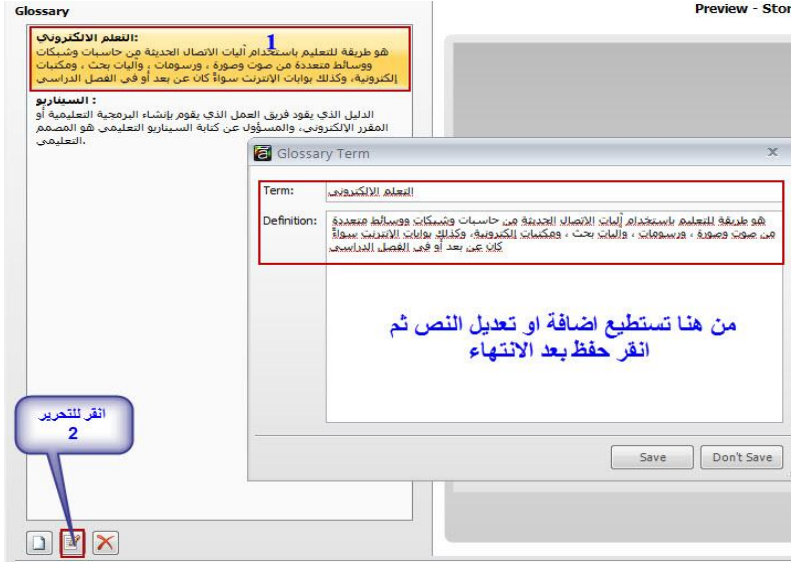 Glossary
Preview - Stor
التعلم الالكتروني:
1
هو طريقة للتعليم باستخدام آليات الاتصال الحديثة من حاسبات وشبكات
ووسائط متعددة من صوت وصورة ، ورسومات ، وآليات بحث ، ومكتبات
إلكترونية، وكذلك بوابات الانترنت سواءً كان عن بعد أو في الفصل الدراسي
السيناريو :
الدليل الذي يقود فريق العمل الذي يقوم بإنشاء البرمجية التعليمية أو
المقرر الالكتروني، والمسؤول عن كتابة السيناريو التعليمي هو المصمم
التعليمي.
Glossary Term
x
Term:
التعلم الالكتروني
Definition:
هو طريقة للتعليم باستخدام آليات الاتصال الحديثة من حاسبات وشبكات ووسائط متعددة
من صوت وصورة ، ورسومات ، وآليات بحث ، ومكتبات إلكترونية، وكذلك بوابات الانترنت سواءً
كان عن بعد أو في الفصل الدراسي
من هنا تستطيع اضافة او تعديل النص ثم
انقر حفظ بعد الانتهاء
انقر للتحرير
2
Save
Don't Save